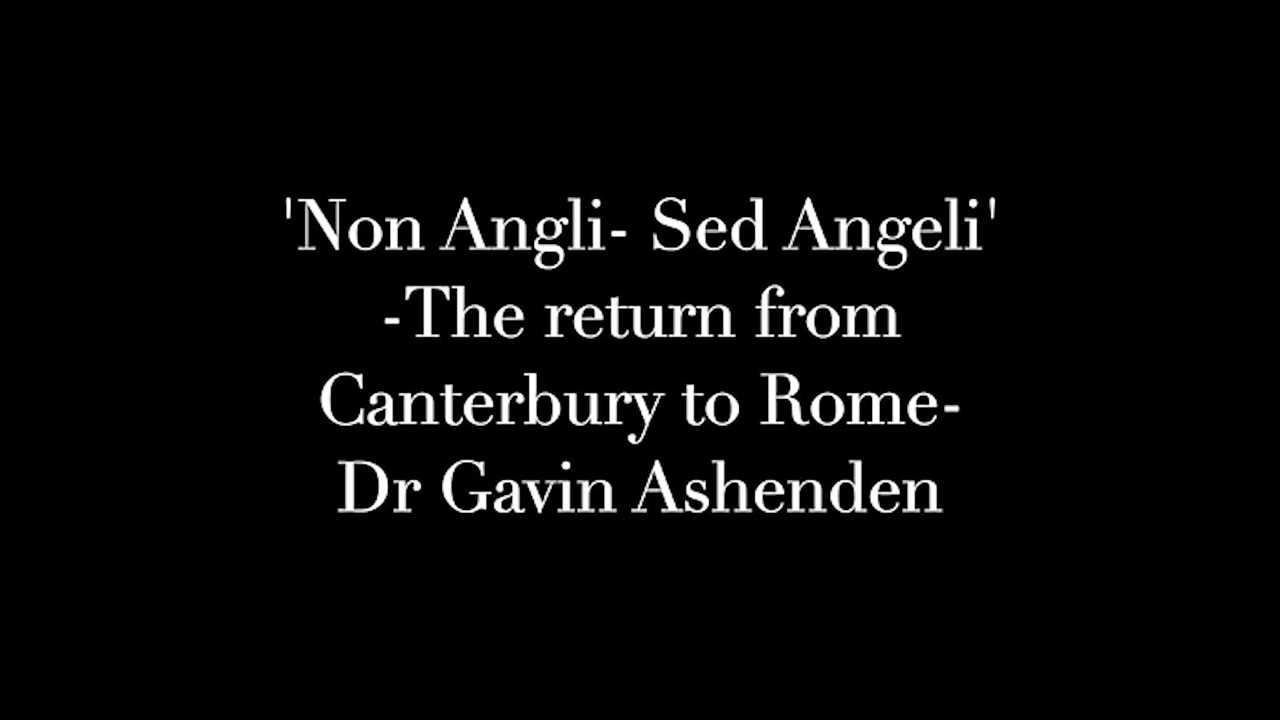 'Non Angli- Sed Angeli'
-The return from
Canterbury to Rome-
Dr Gavin Ashenden